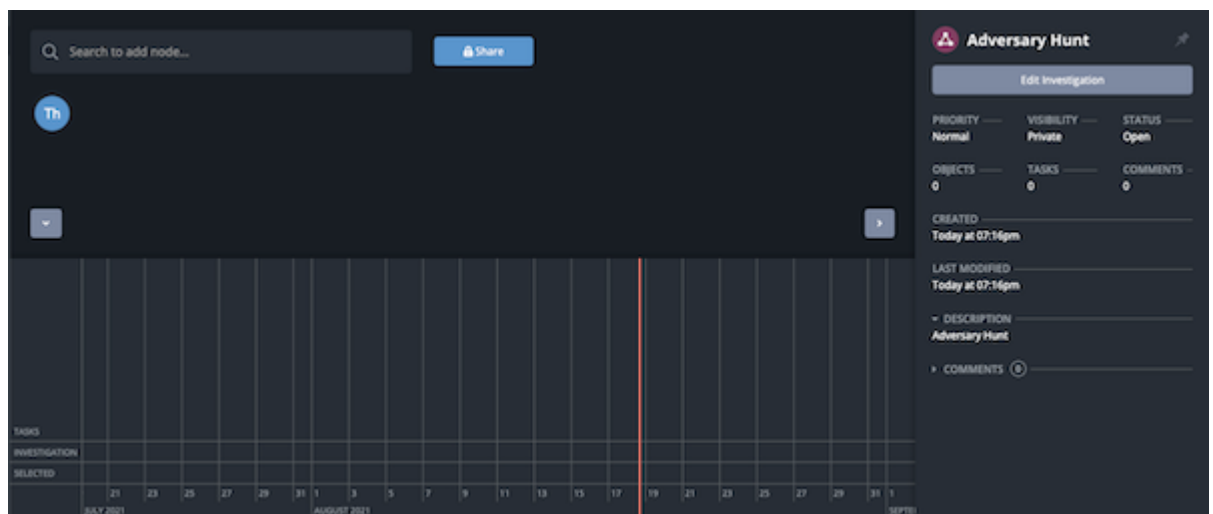 Search to add node...
Share
Th
TASKS
INVESTIGATION
SELECTED
21 23 25 27 29 31 1 3 5 7 9 11 13 15 17 19 21 23 25 27 29 31 1
JULY 2021 AUGUST 2021 SEPTE
Adversary Hunt
Edit Investigation
PRIORITY VISIBILITY STATUS
Normal Private Open
OBJECTS TASKS COMMENTS
0 0 0
CREATED
Today at 07:16pm
LAST MODIFIED
Today at 07:16pm
DESCRIPTION
Adversary Hunt
COMMENTS 0